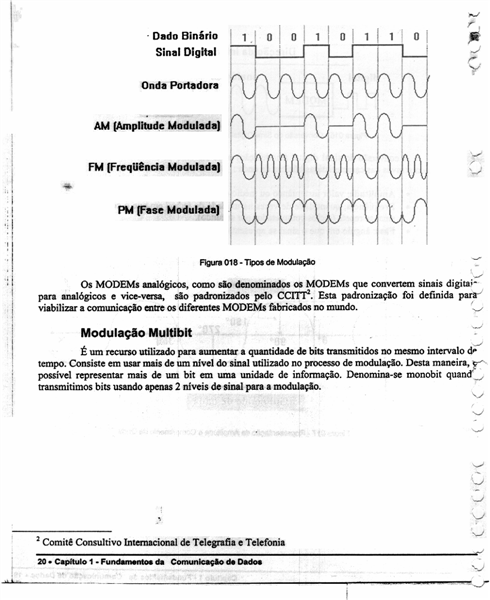 Dado Binário 1 0 0 1 0 1 1 0
Sinal Digital
Onda Portadora
AM (Amplitude Modulada)
FM (Freqüência Modulada)
PM (Fase Modulada)
Figura 018 - Tipos de Modulação
Os MODEMs analógicos, como são denominados os MODEMs que convertem sinais digitai
para analógicos e vice-versa, são padronizados pelo CCITT². Esta padronização foi definida para
viabilizar a comunicação entre os diferentes MODEMs fabricados no mundo.
Modulação Multibit
É um recurso utilizado para aumentar a quantidade de bits transmitidos no mesmo intervalo de
tempo. Consiste em usar mais de um nível do sinal utilizado no processo de modulação. Desta maneira, é
possível representar mais de um bit em uma unidade de informação. Denomina-se monobit quand
transmitimos bits usando apenas 2 níveis de sinal para a modulação.
² Comitê Consultivo Internacional de Telegrafia e Telefonia
20 • Capítulo 1 - Fundamentos da Comunicação de Dados